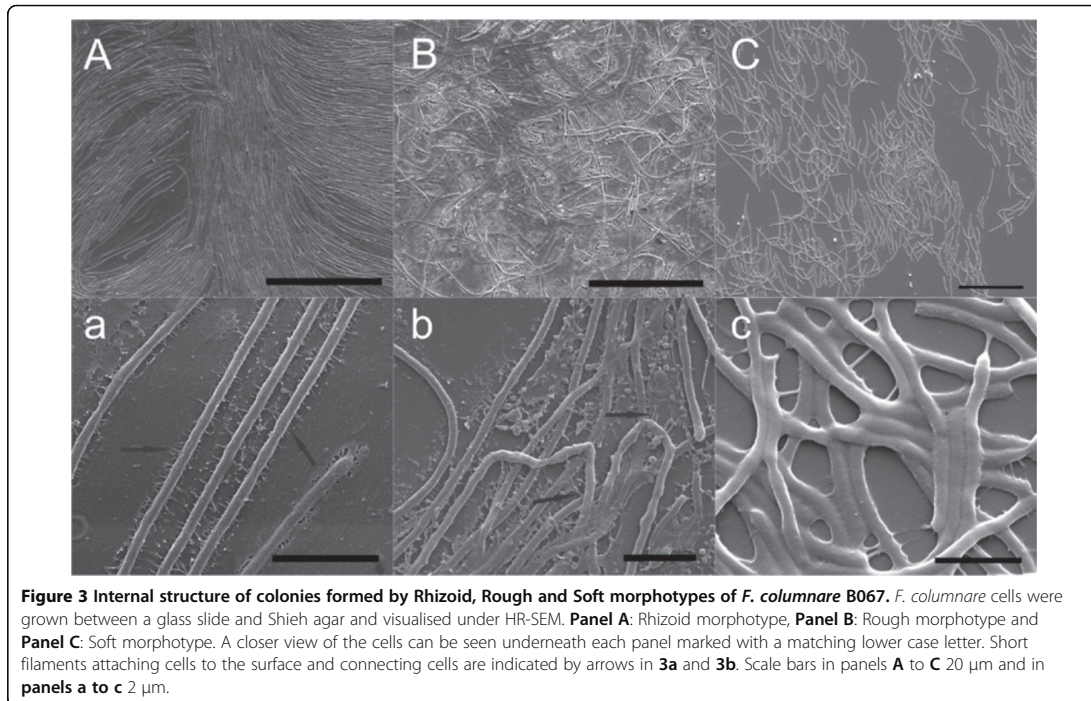 A B C
a b c
Figure 3 Internal structure of colonies formed by Rhizoid, Rough and Soft morphotypes of F. columnare B067. F. columnare cells were
grown between a glass slide and Shieh agar and visualised under HR-SEM. Panel A: Rhizoid morphotype, Panel B: Rough morphotype and
Panel C: Soft morphotype. A closer view of the cells can be seen underneath each panel marked with a matching lower case letter. Short
filaments attaching cells to the surface and connecting cells are indicated by arrows in 3a and 3b. Scale bars in panels A to C 20 μm and in
panels a to c 2 μm.